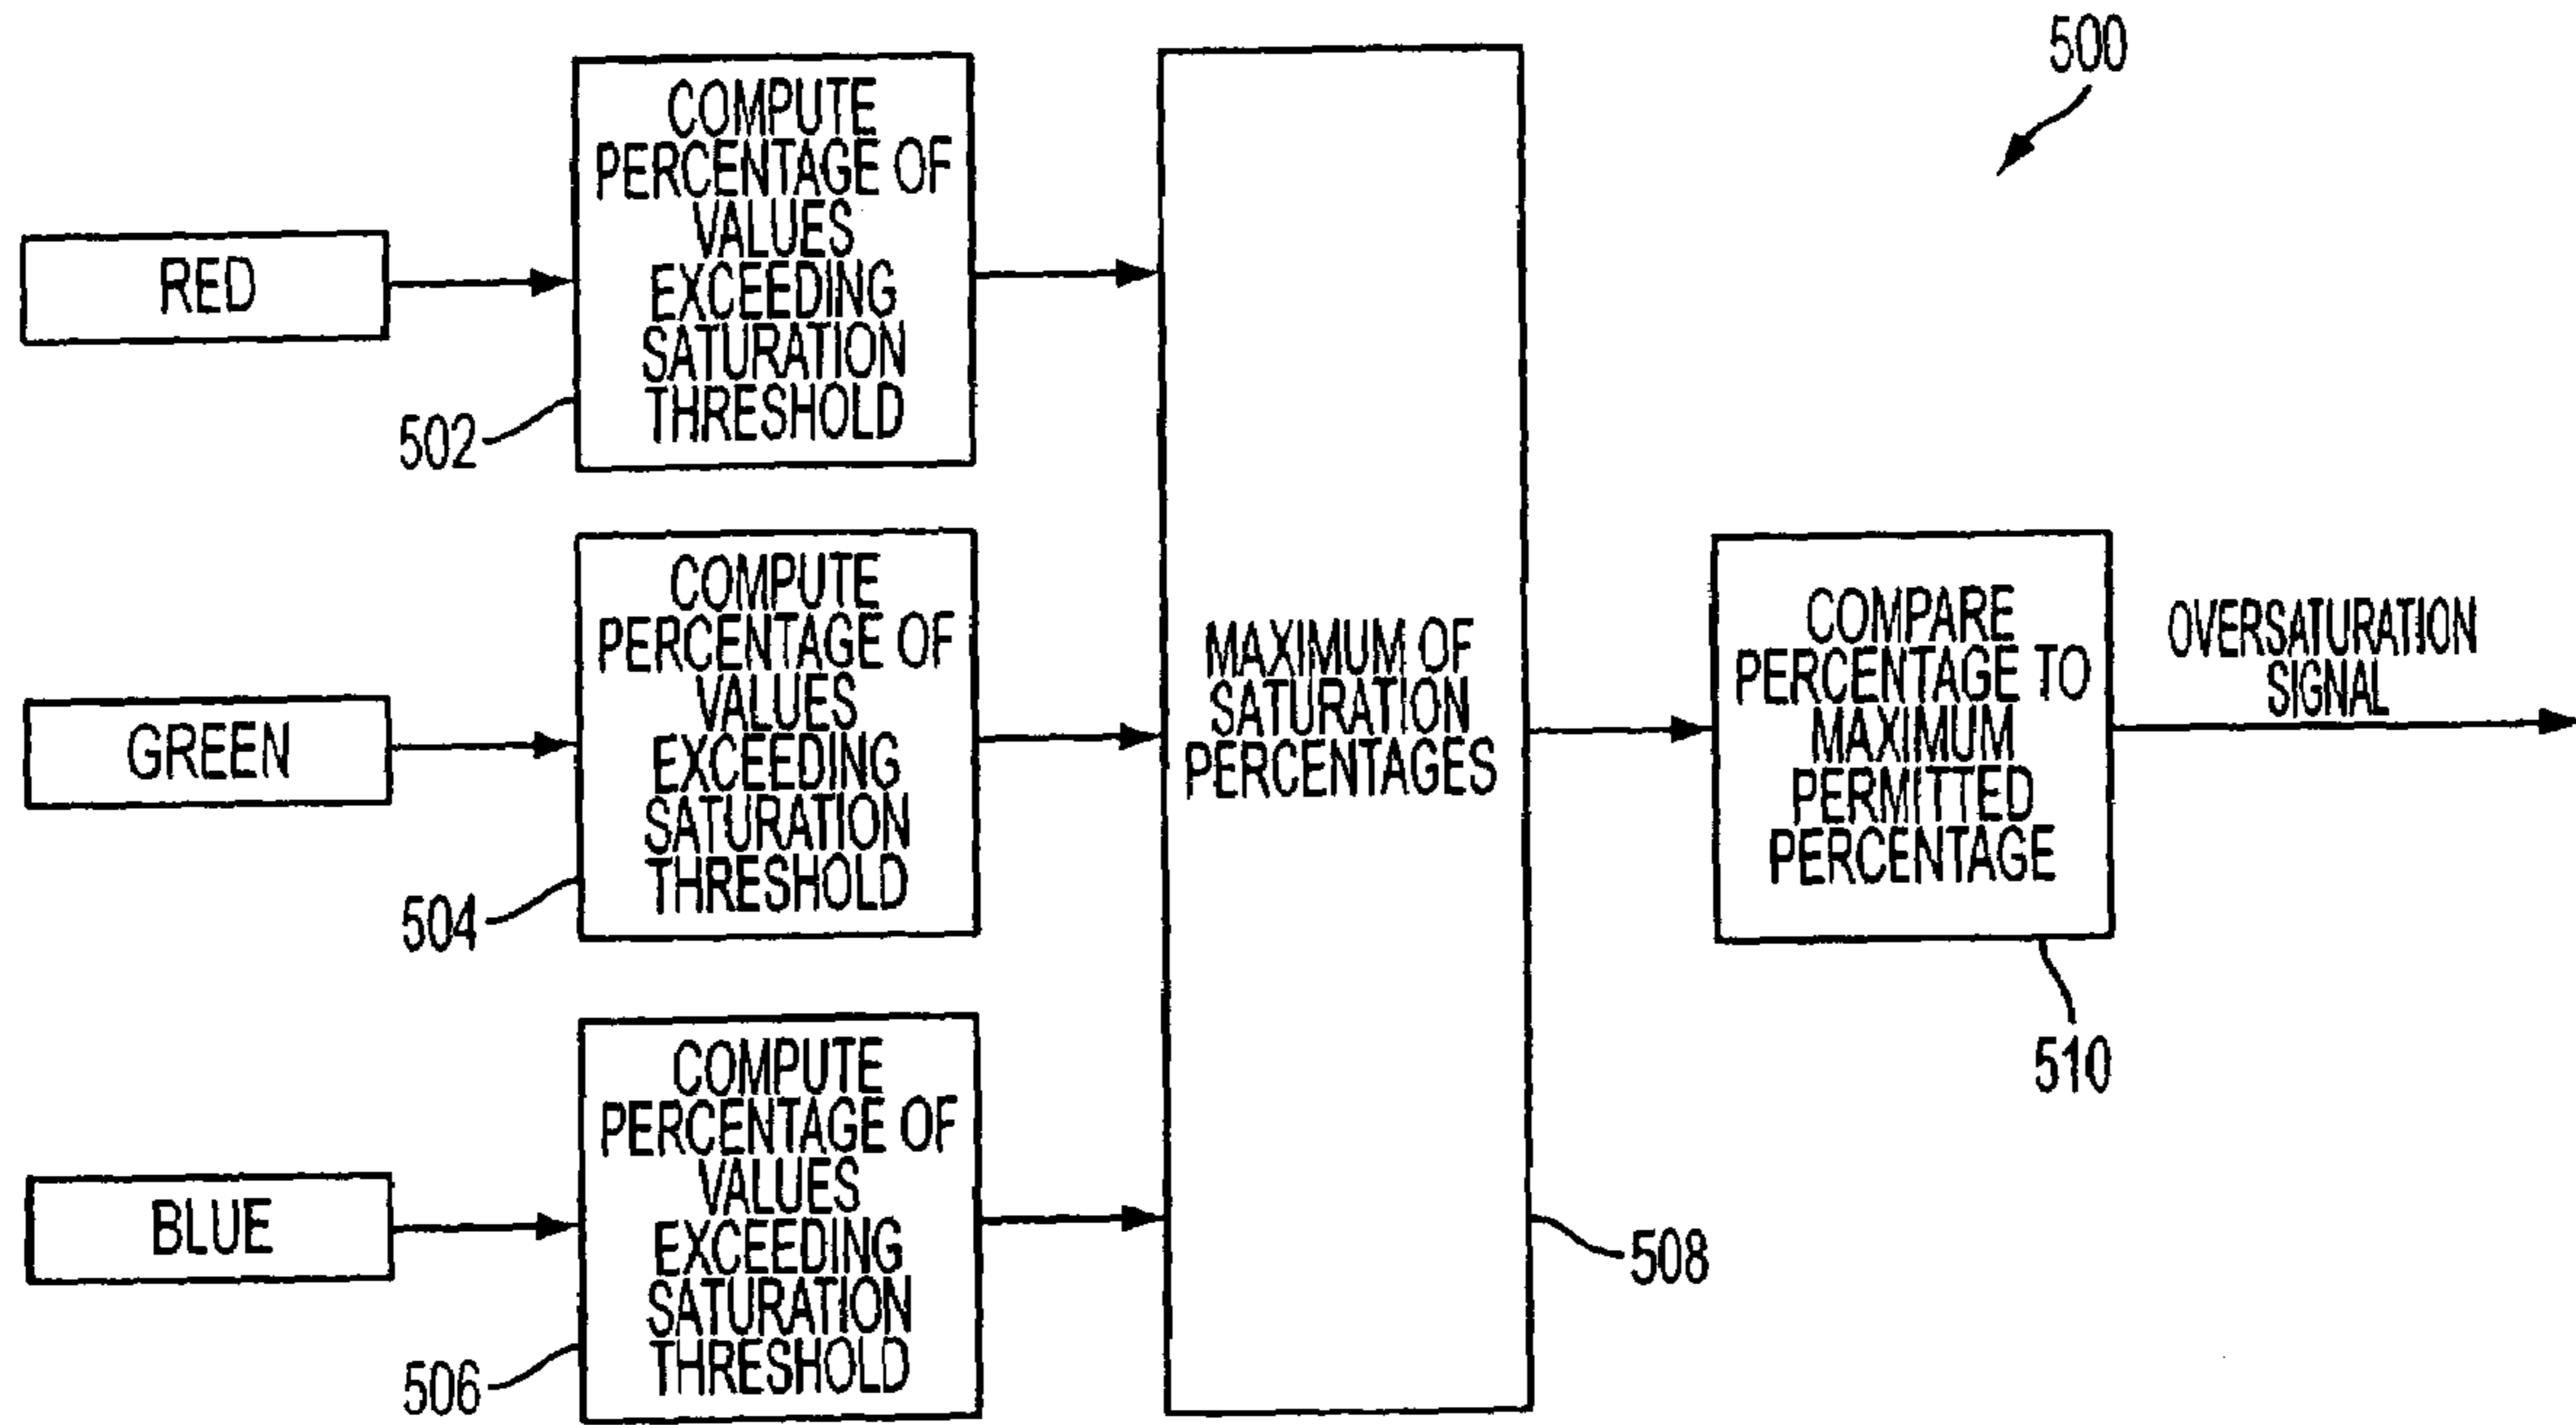 500
RED
COMPUTE
PERCENTAGE OF
VALUES
EXCEEDING
SATURATION
THRESHOLD
502
GREEN
COMPUTE
PERCENTAGE OF
VALUES
EXCEEDING
SATURATION
THRESHOLD
504
BLUE
COMPUTE
PERCENTAGE OF
VALUES
EXCEEDING
SATURATION
THRESHOLD
506
MAXIMUM OF
SATURATION
PERCENTAGES
508
COMPARE
PERCENTAGE TO
MAXIMUM
PERMITTED
PERCENTAGE
510
OVERSATURATION
SIGNAL